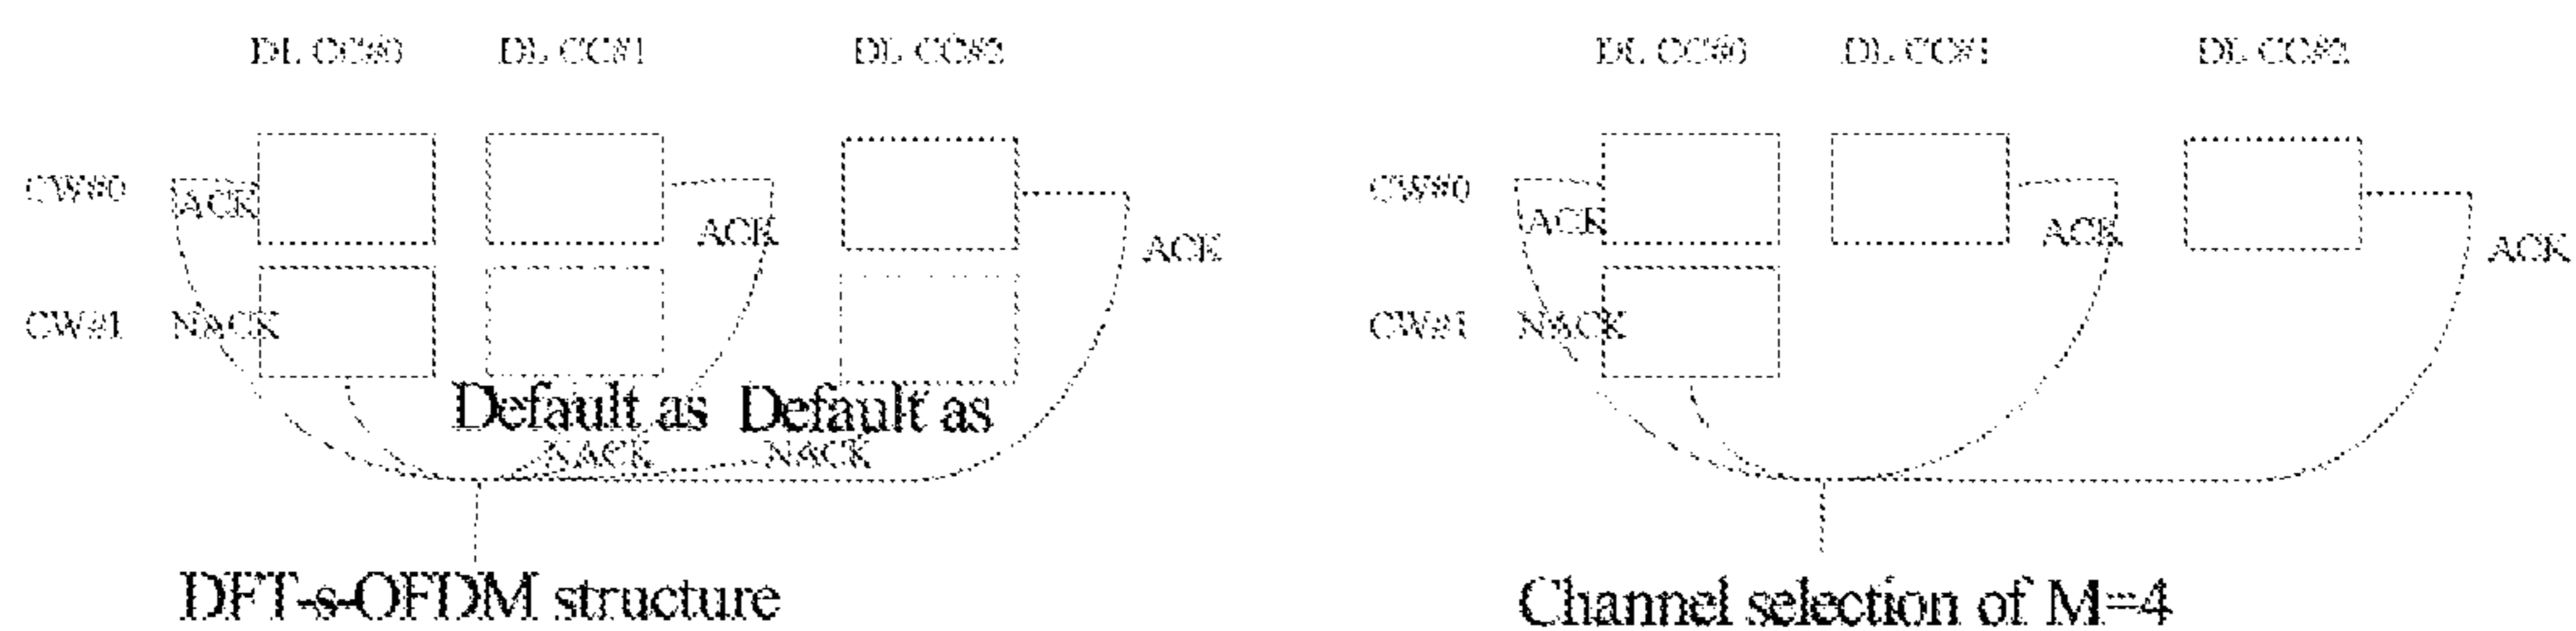 DL CC#0 DL CC#1 DL CC#2 DL CC#0 DL CC#1 DL CC#2
CW#0 ACK ACK ACK CW#0 ACK ACK ACK
CW#1 NACK CW#1 NACK
Default as Default as
NACK NACK
DFT-s-OFDM structure Channel selection of M=4